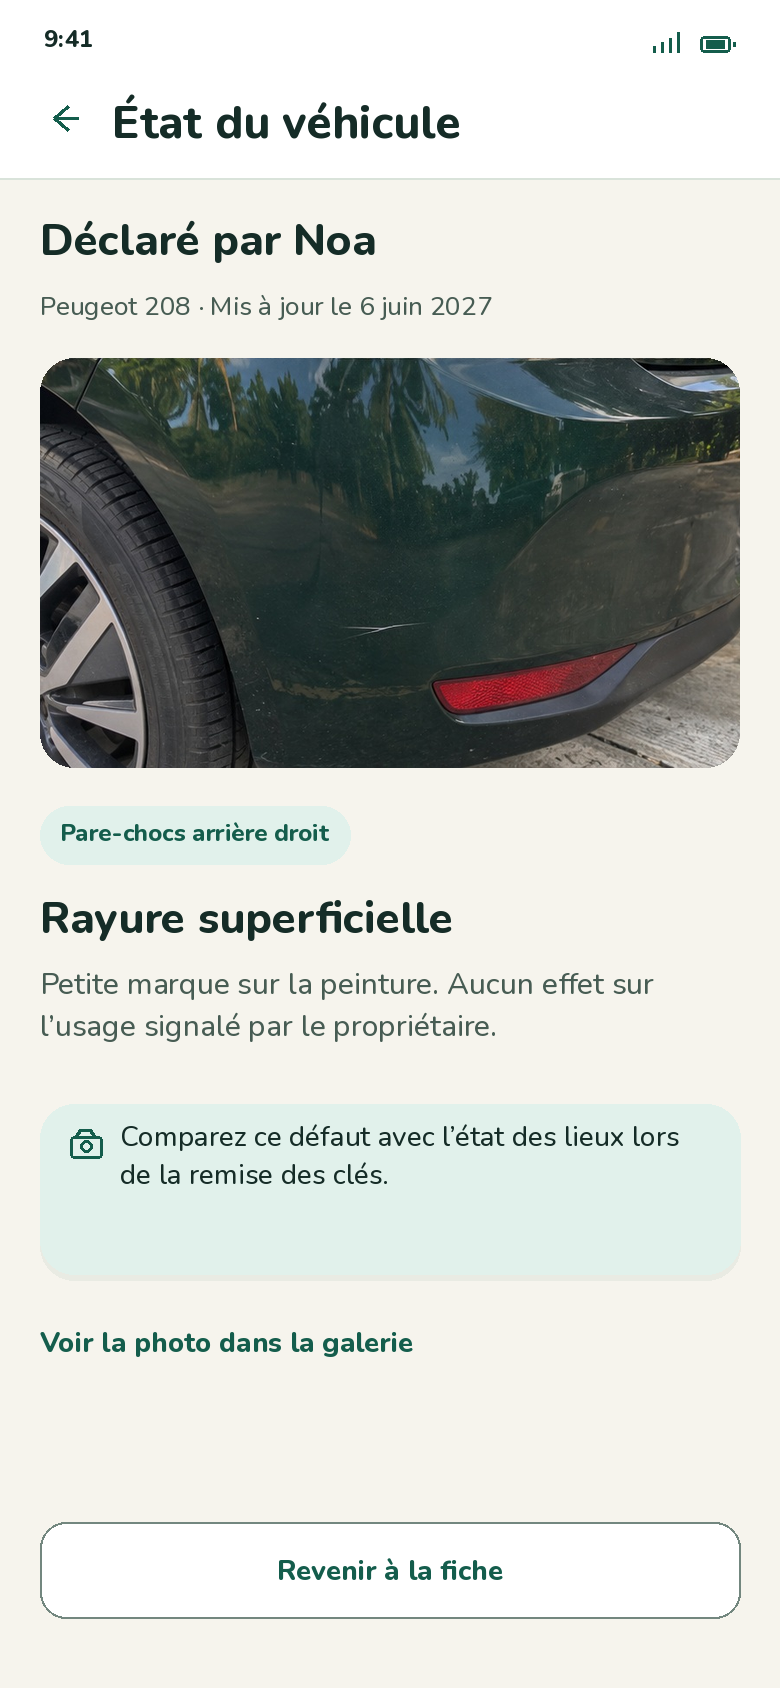 9:41
État du véhicule
Déclaré par Noa
Peugeot 208 · Mis à jour le 6 juin 2027
Pare-chocs arrière droit
Rayure superficielle
Petite marque sur la peinture. Aucun effet sur
l’usage signalé par le propriétaire.
Comparez ce défaut avec l’état des lieux lors
de la remise des clés.
Voir la photo dans la galerie
Revenir à la fiche